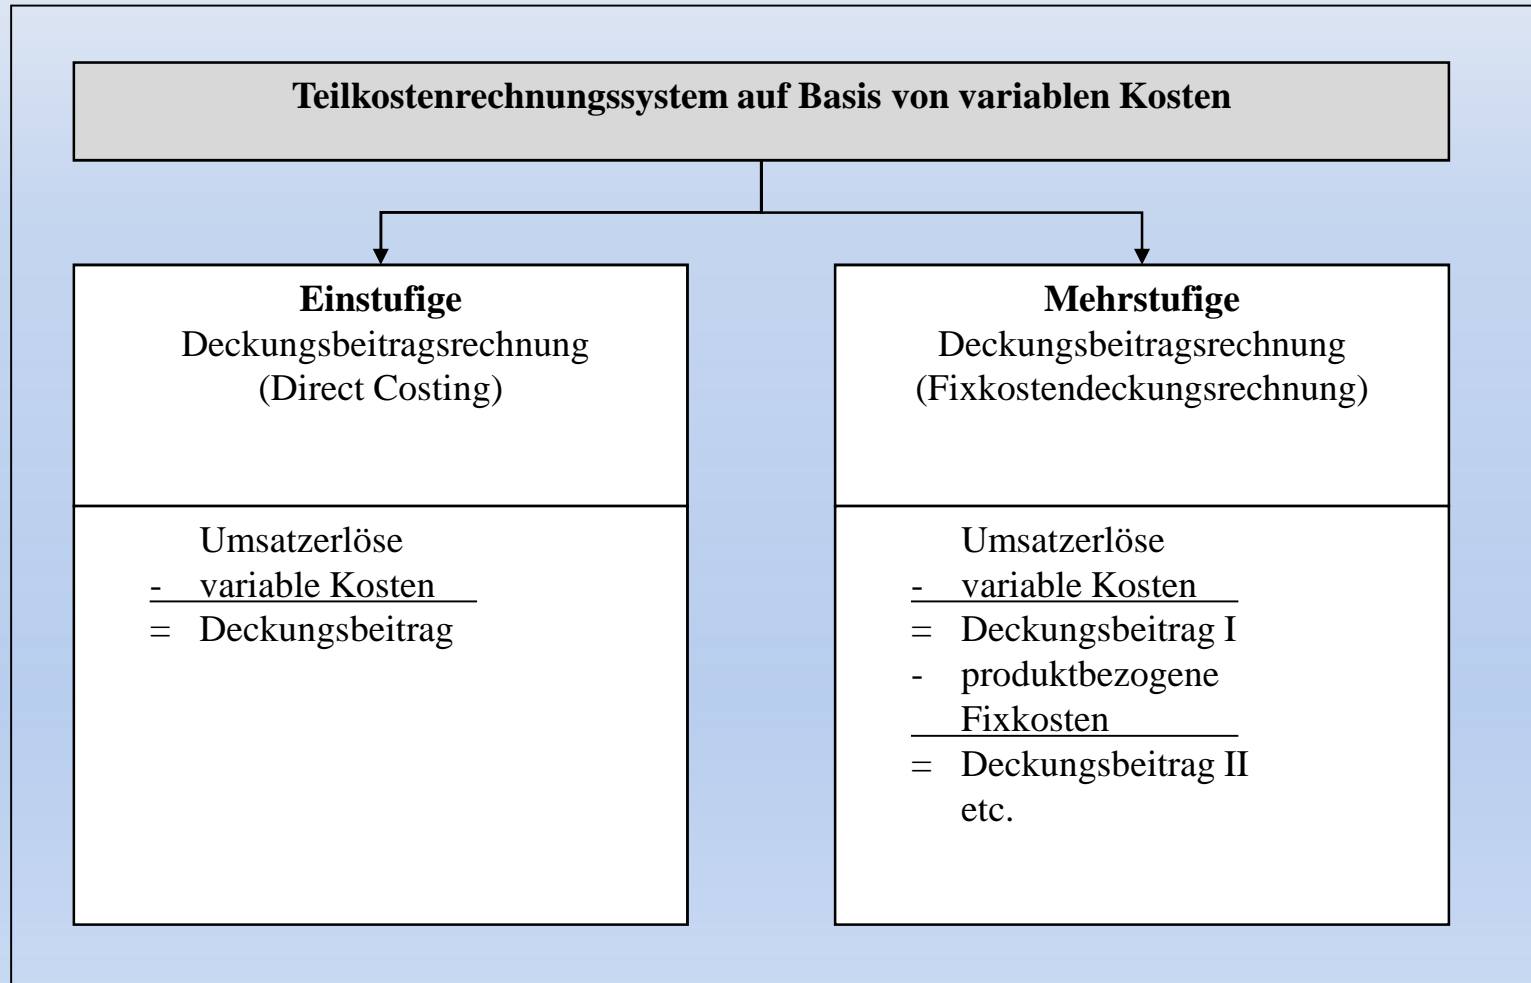 Teilkostenrechnungssystem auf Basis von variablen Kosten
Einstufige
Deckungsbeitragsrechnung
(Direct Costing)
Umsatzerlöse
- variable Kosten
= Deckungsbeitrag
Mehrstufige
Deckungsbeitragsrechnung
(Fixkostendeckungsrechnung)
Umsatzerlöse
- variable Kosten
= Deckungsbeitrag I
- produktbezogene
Fixkosten
= Deckungsbeitrag II
etc.